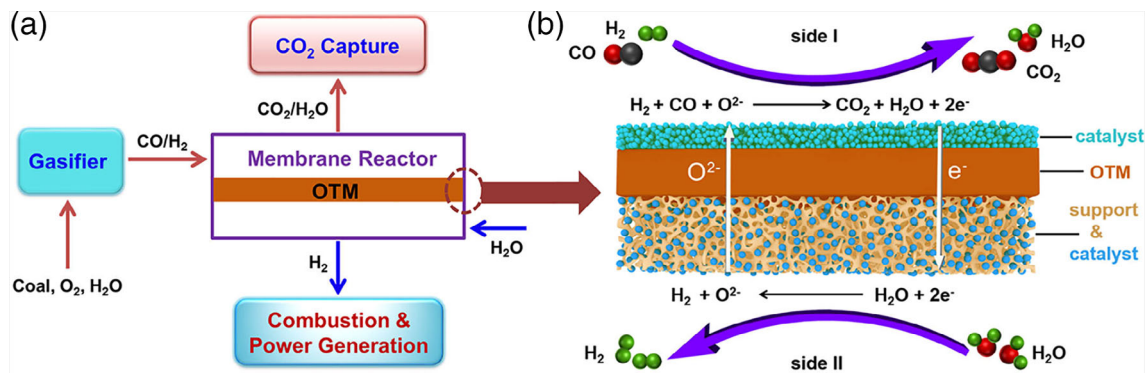 (a)
CO₂ Capture
CO₂/H₂O
CO/H₂
Gasifier
Membrane Reactor
OTM
H₂O
H₂
Coal, O₂, H₂O
Combustion &
Power Generation
(b)
side I
H₂
CO
H₂O
CO₂
H₂ + CO + O²⁻ ⟶ CO₂ + H₂O + 2e⁻
catalyst
O²⁻
e⁻
OTM
support
&
catalyst
H₂ + O²⁻ ⟵ H₂O + 2e⁻
H₂
H₂O
side II